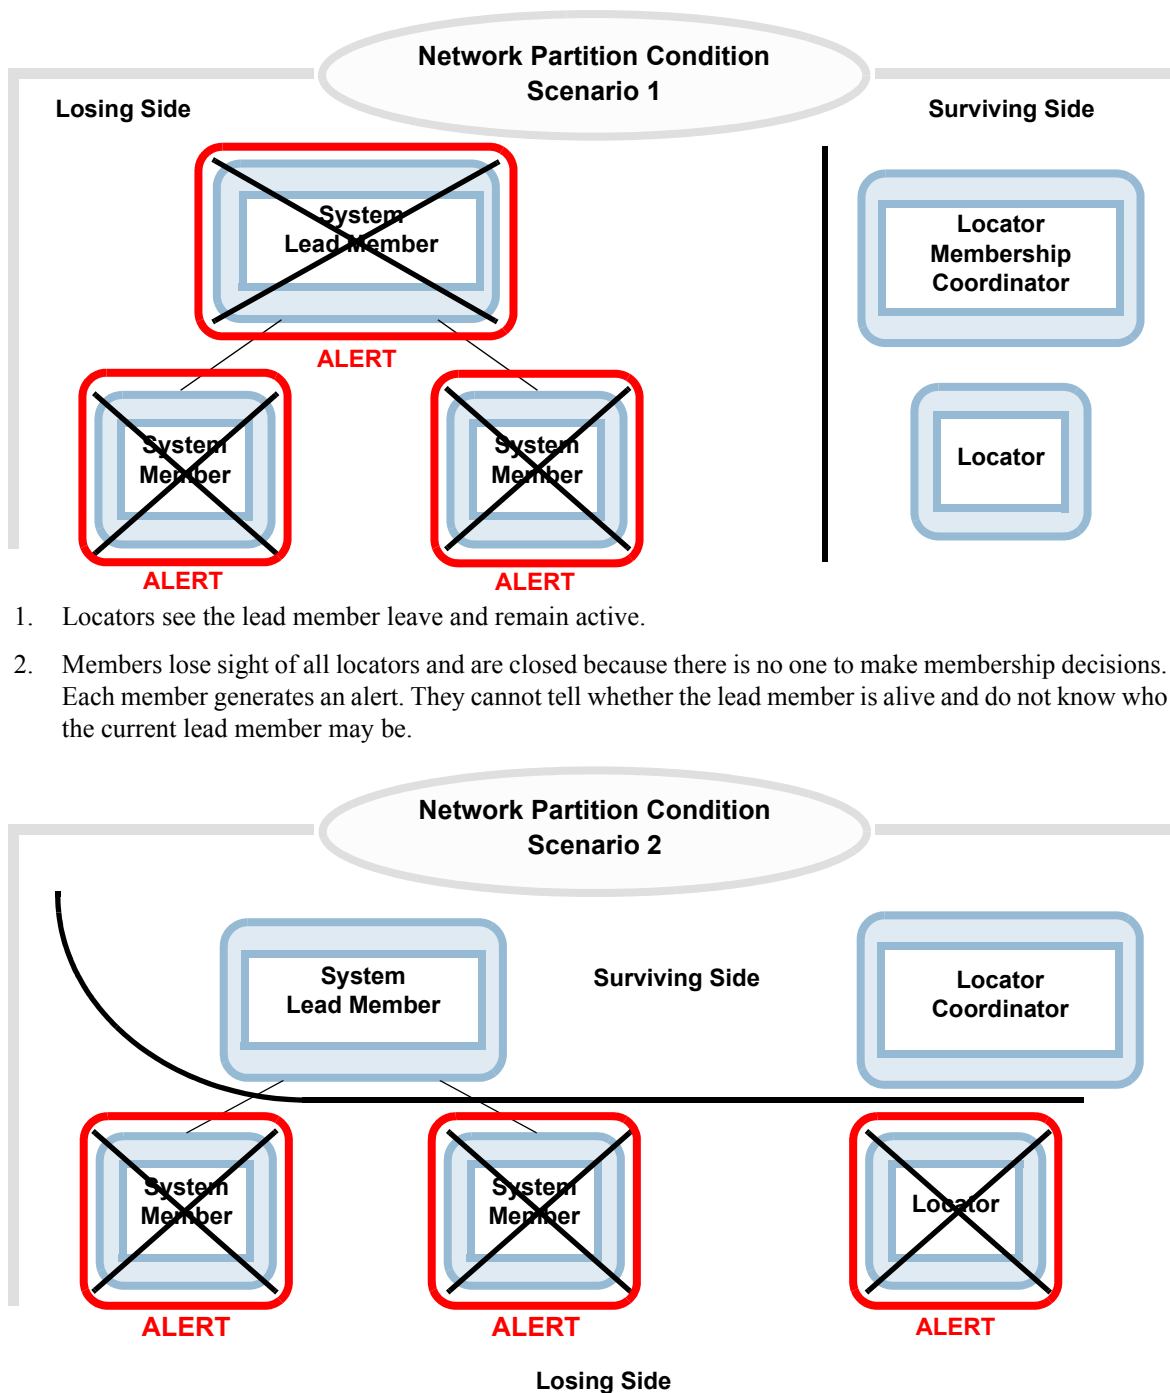 Network Partition Condition
Scenario 1
Losing Side
Surviving Side
System
Lead Member
ALERT
Locator
Membership
Coordinator
System
Member
ALERT
System
Member
ALERT
Locator
1. Locators see the lead member leave and remain active.
2. Members lose sight of all locators and are closed because there is no one to make membership decisions.
Each member generates an alert. They cannot tell whether the lead member is alive and do not know who
the current lead member may be.
Network Partition Condition
Scenario 2
System
Lead Member
Surviving Side
Locator
Coordinator
System
Member
ALERT
System
Member
ALERT
Locator
ALERT
Losing Side